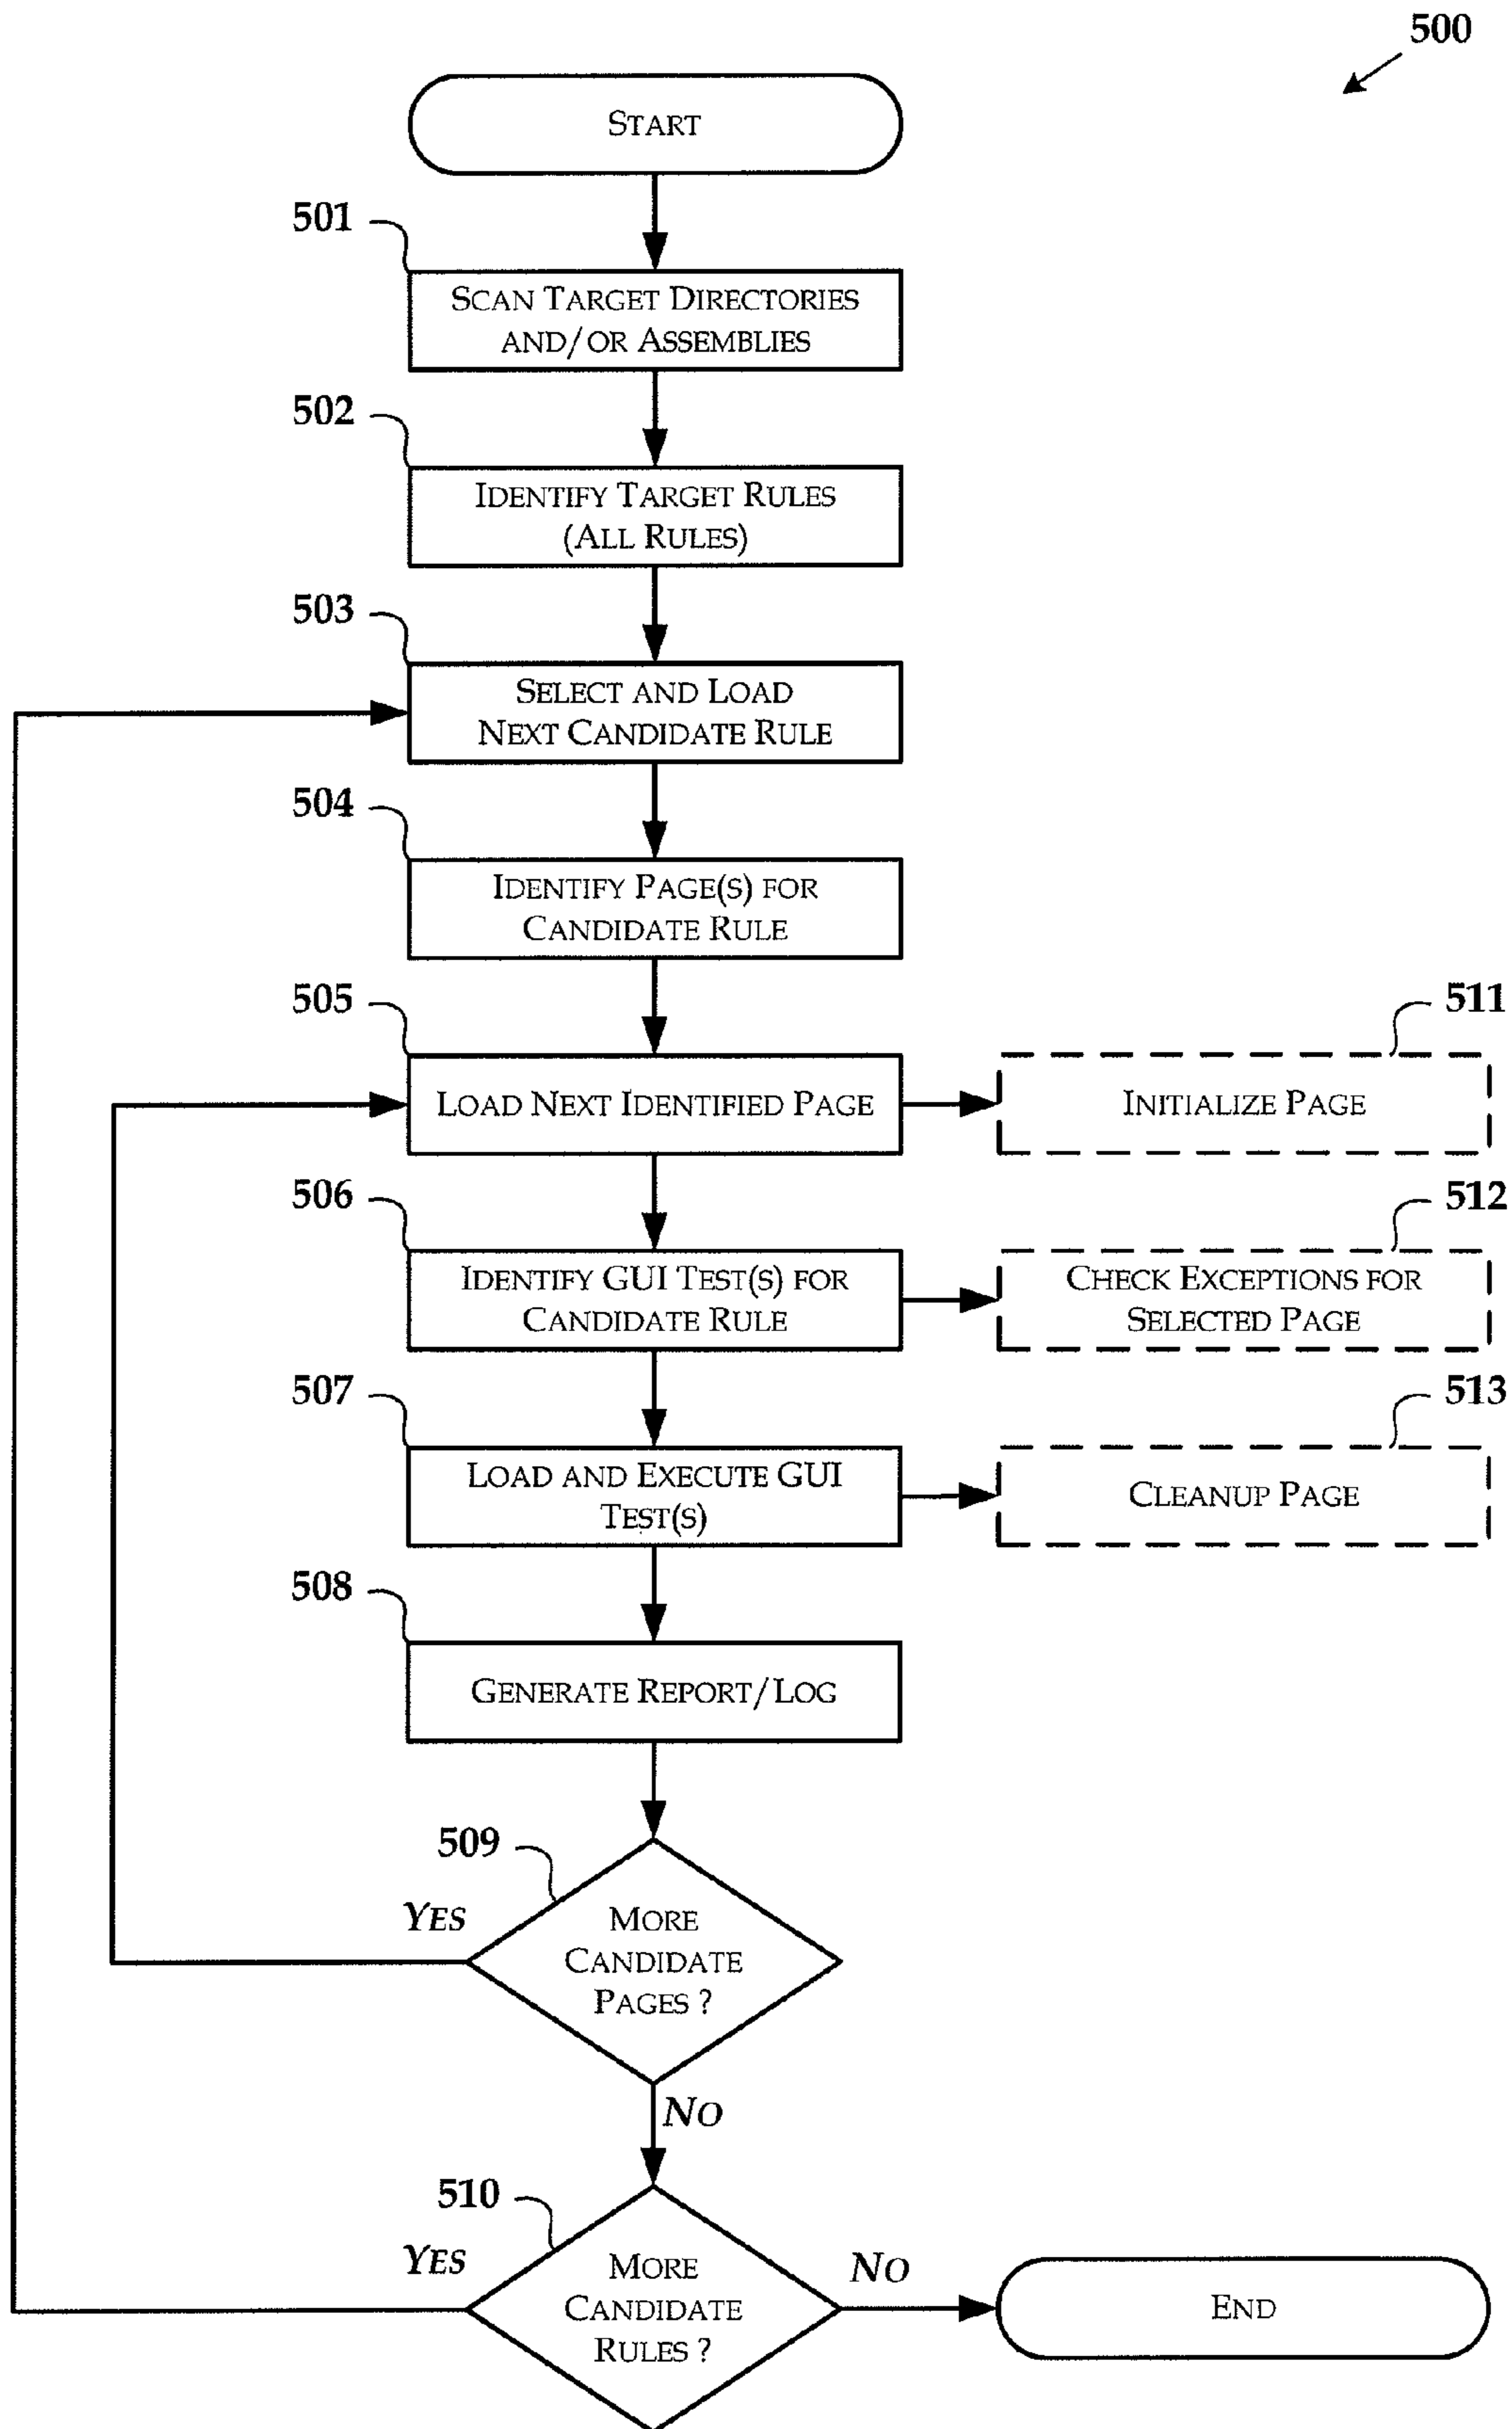 500
START
501
SCAN TARGET DIRECTORIES
AND/OR ASSEMBLIES
502
IDENTIFY TARGET RULES
(ALL RULES)
503
SELECT AND LOAD
NEXT CANDIDATE RULE
504
IDENTIFY PAGE(S) FOR
CANDIDATE RULE
505
LOAD NEXT IDENTIFIED PAGE
511
INITIALIZE PAGE
506
IDENTIFY GUI TEST(S) FOR
CANDIDATE RULE
512
CHECK EXCEPTIONS FOR
SELECTED PAGE
507
LOAD AND EXECUTE GUI
TEST(S)
513
CLEANUP PAGE
508
GENERATE REPORT/LOG
509
YES
MORE
CANDIDATE
PAGES ?
NO
510
YES
MORE
CANDIDATE
RULES ?
NO
END